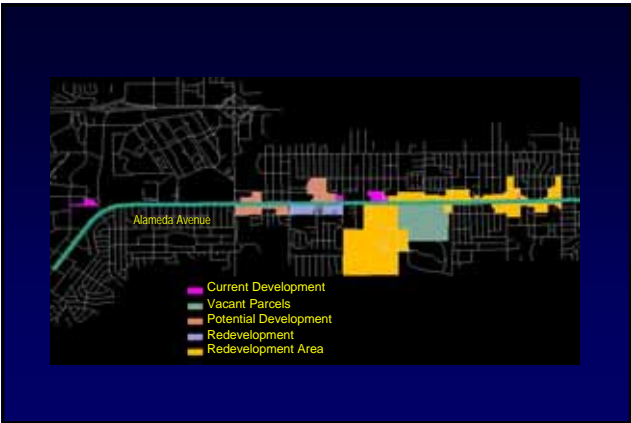 Alameda Avenue
Current Development
Vacant Parcels
Potential Development
Redevelopment
Redevelopment Area